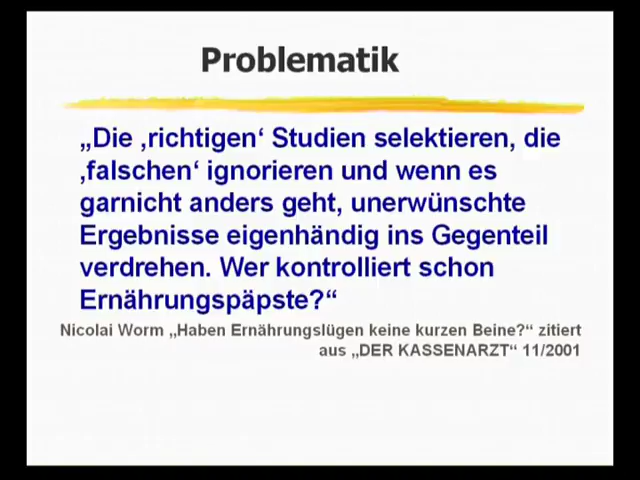 Problematik
„Die ‚richtigen‘ Studien selektieren, die
‚falschen‘ ignorieren und wenn es
garnicht anders geht, unerwünschte
Ergebnisse eigenhändig ins Gegenteil
verdrehen. Wer kontrolliert schon
Ernährungspäpste?“
Nicolai Worm „Haben Ernährungslügen keine kurzen Beine?“ zitiert
aus „DER KASSENARZT“ 11/2001